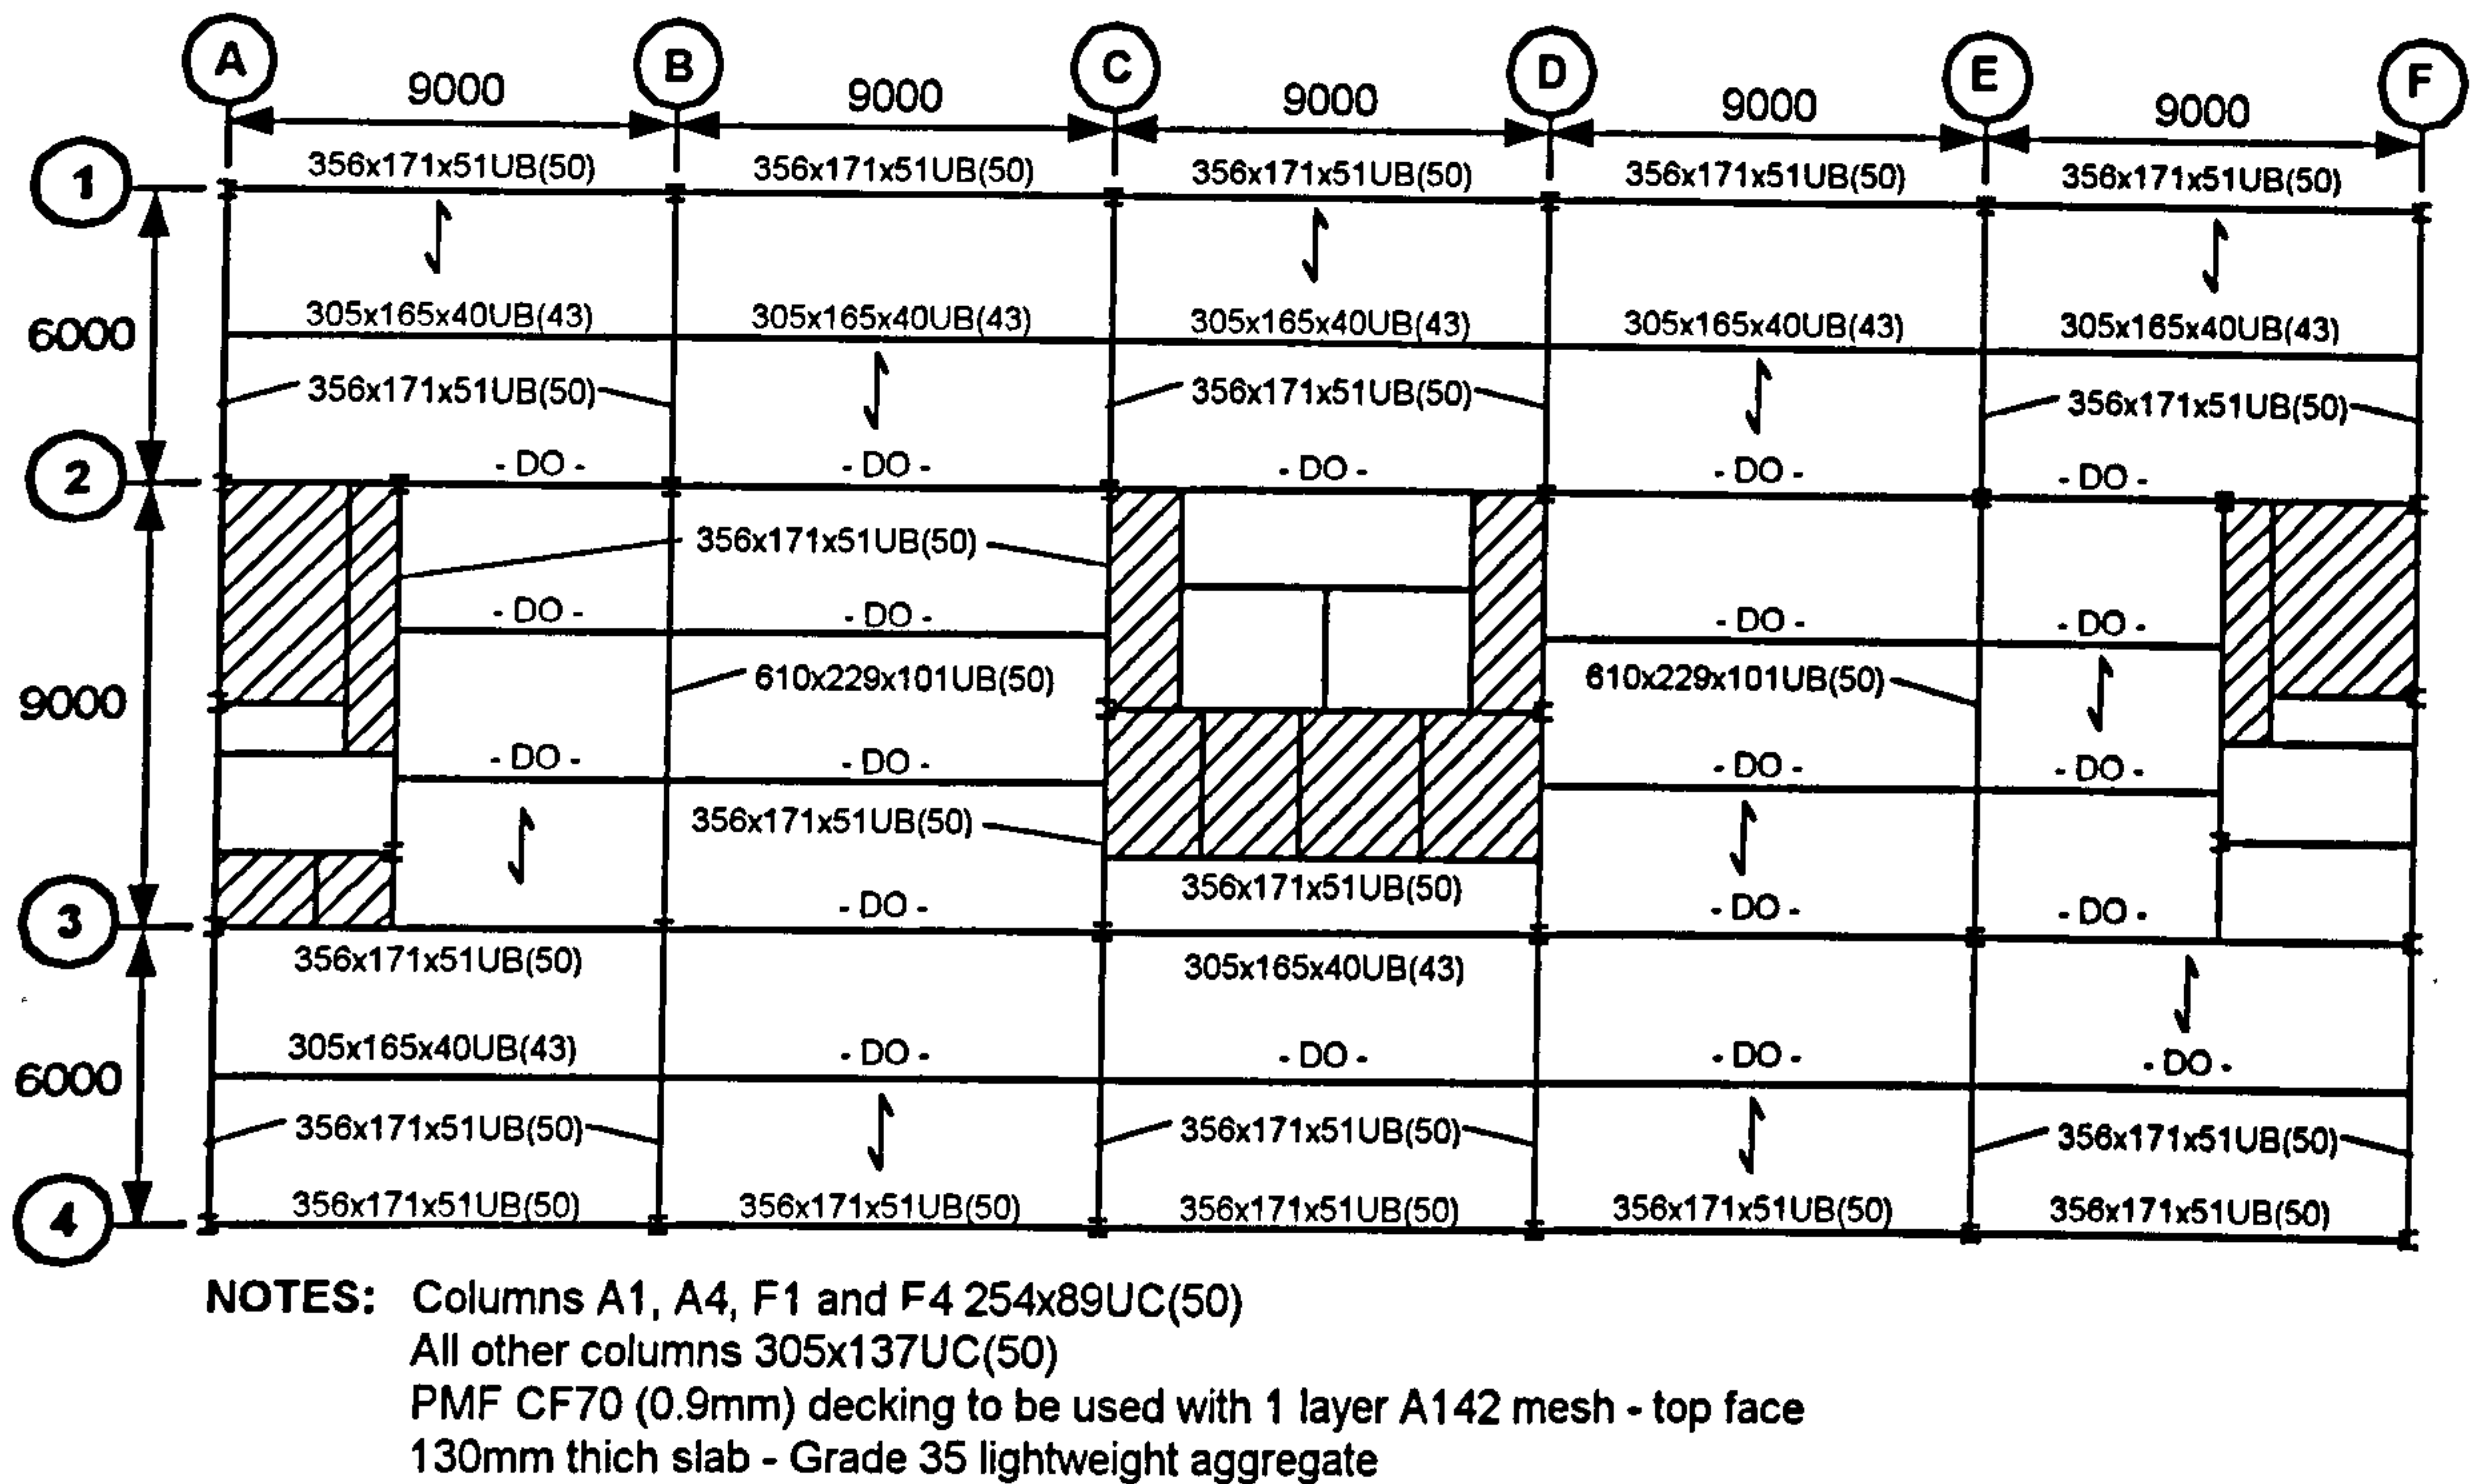 A B C D E F
9000 9000 9000 9000 9000
1
356x171x51UB(50) 356x171x51UB(50) 356x171x51UB(50) 356x171x51UB(50) 356x171x51UB(50)
6000
305x165x40UB(43) 305x165x40UB(43) 305x165x40UB(43) 305x165x40UB(43) 305x165x40UB(43)
356x171x51UB(50) 356x171x51UB(50) 356x171x51UB(50)
2
- DO - - DO - - DO - - DO - - DO -
356x171x51UB(50)
- DO - - DO - - DO - - DO -
9000
610x229x101UB(50) 610x229x101UB(50)
- DO - - DO - - DO - - DO -
356x171x51UB(50)
356x171x51UB(50)
3
- DO - - DO - - DO -
356x171x51UB(50) 305x165x40UB(43)
6000
305x165x40UB(43) - DO - - DO - - DO - - DO -
356x171x51UB(50) 356x171x51UB(50) 356x171x51UB(50)
4
356x171x51UB(50) 356x171x51UB(50) 356x171x51UB(50) 356x171x51UB(50) 356x171x51UB(50)
NOTES: Columns A1, A4, F1 and F4 254x89UC(50)
All other columns 305x137UC(50)
PMF CF70 (0.9mm) decking to be used with 1 layer A142 mesh - top face
130mm thich slab - Grade 35 lightweight aggregate